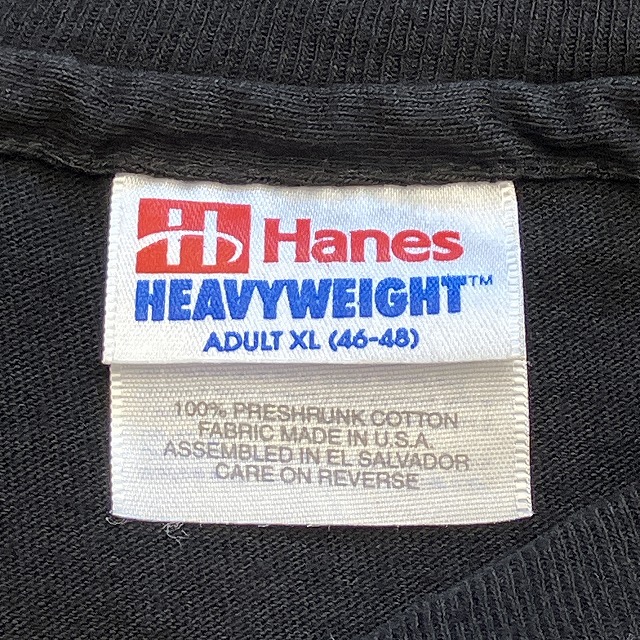 Hanes
HEAVYWEIGHT™
ADULT XL (46-48)
100% PRESHRUNK COTTON
FABRIC MADE IN U.S.A.
ASSEMBLED IN EL SALVADOR
CARE ON REVERSE